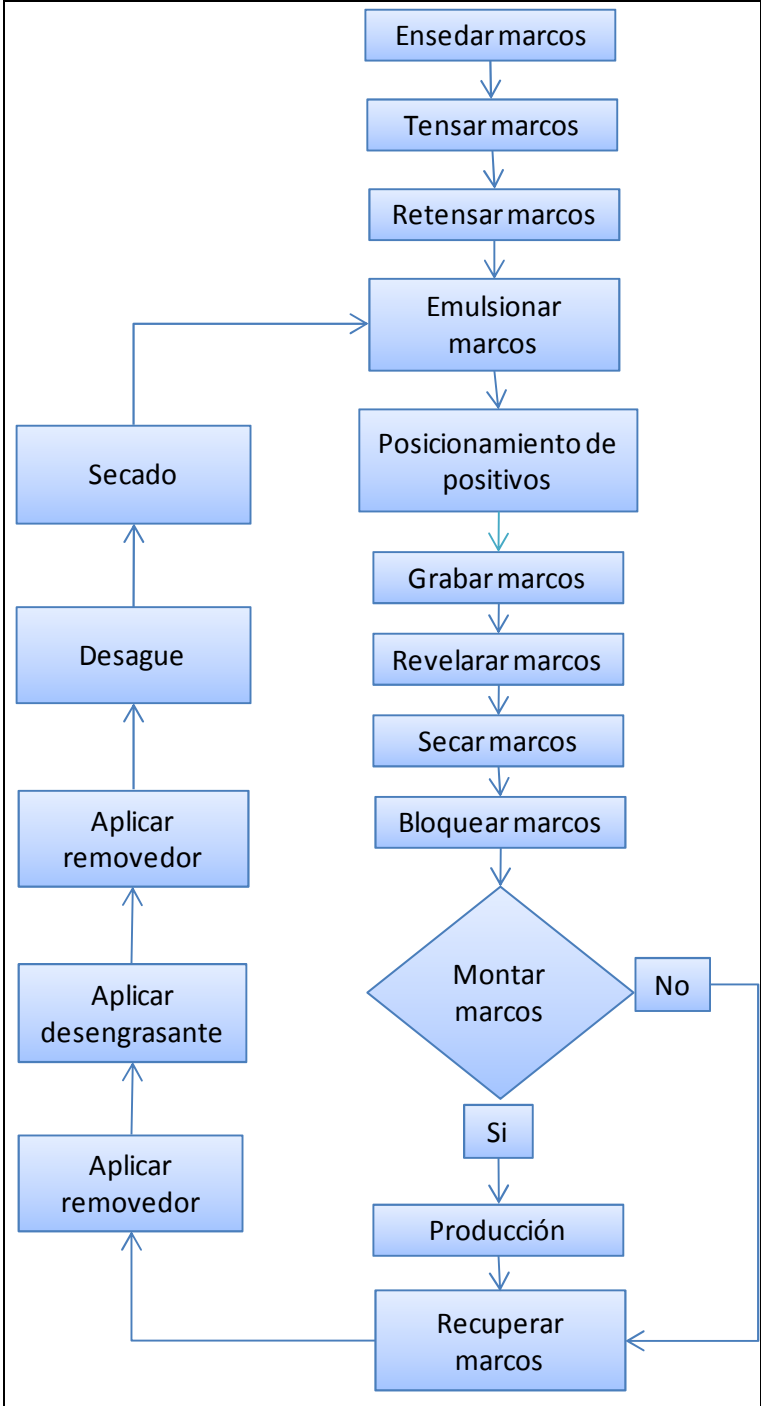 Ensedar marcos
Tensar marcos
Retensar marcos
Emulsionar
marcos
Posicionamiento de
positivos
Grabar marcos
Revelarar marcos
Secar marcos
Bloquear marcos
Montar
marcos
No
Si
Producción
Recuperar
marcos
Aplicar
removedor
Aplicar
desengrasante
Aplicar
removedor
Desague
Secado